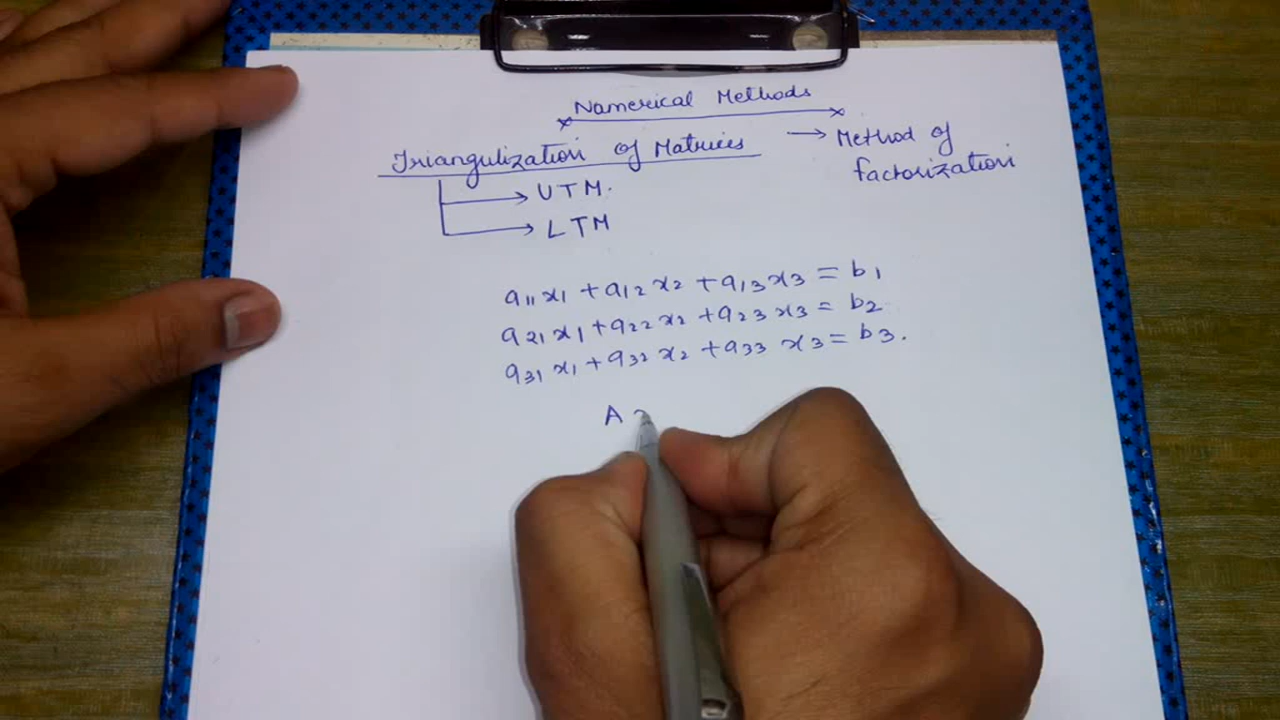 Numerical Methods
Triangulization of Matrices → Method of
factorization
→ UTM.
→ LTM
a11x1 + a12x2 + a13x3 = b1
a21x1 + a22x2 + a23x3 = b2
a31x1 + a32x2 + a33x3 = b3.
A